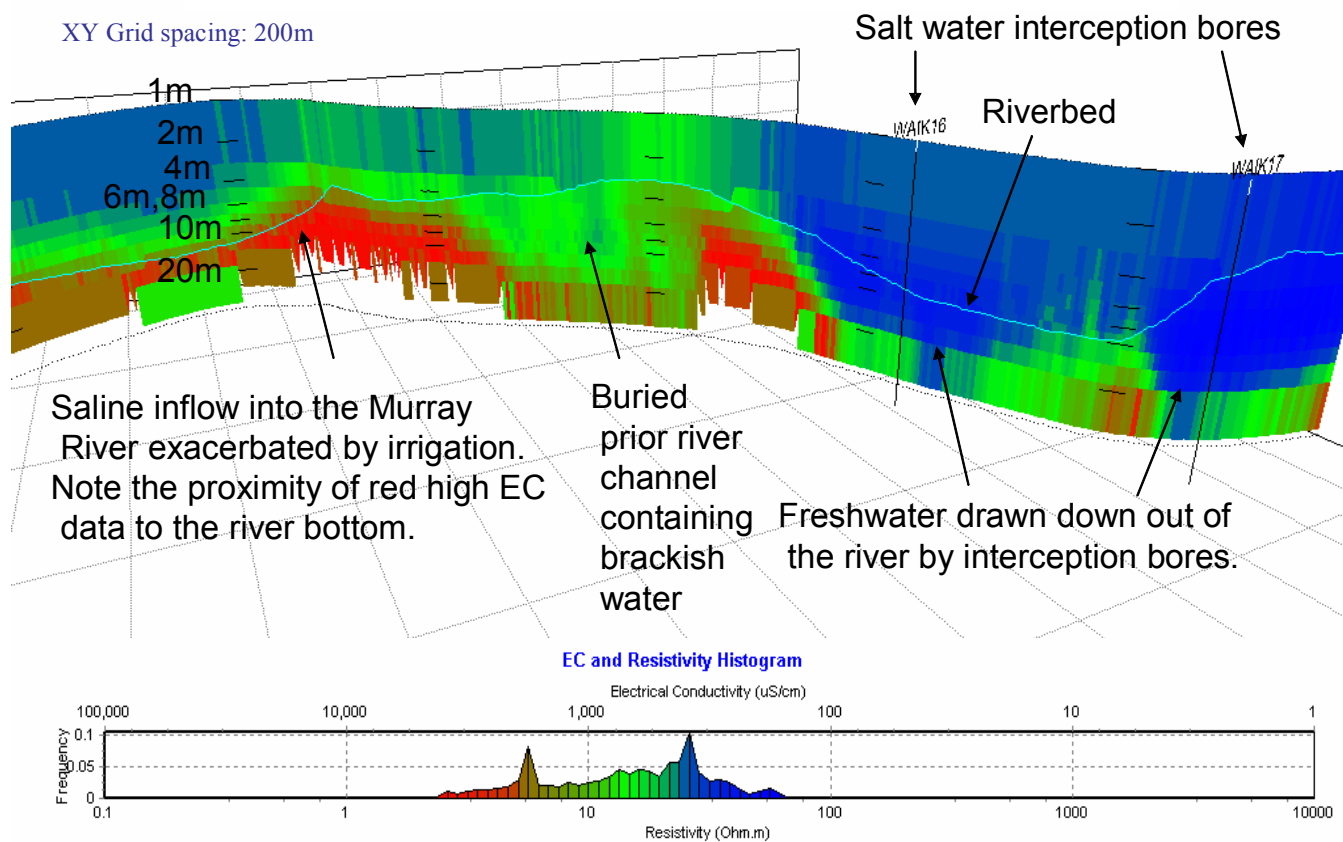 XY Grid spacing: 200m
Salt water interception bores
Riverbed
WAIK16
WAIK17
1m
2m
4m
6m,8m
10m
20m
Saline inflow into the Murray
River exacerbated by irrigation.
Note the proximity of red high EC
data to the river bottom.
Buried
prior river
channel
containing
brackish
water
Freshwater drawn down out of
the river by interception bores.
EC and Resistivity Histogram
Electrical Conductivity (uS/cm)
100,000 10,000 1,000 100 10 1
Frequency
0.1
0.05
0
0.1 1 10 100 1000 10000
Resistivity (Ohm.m)